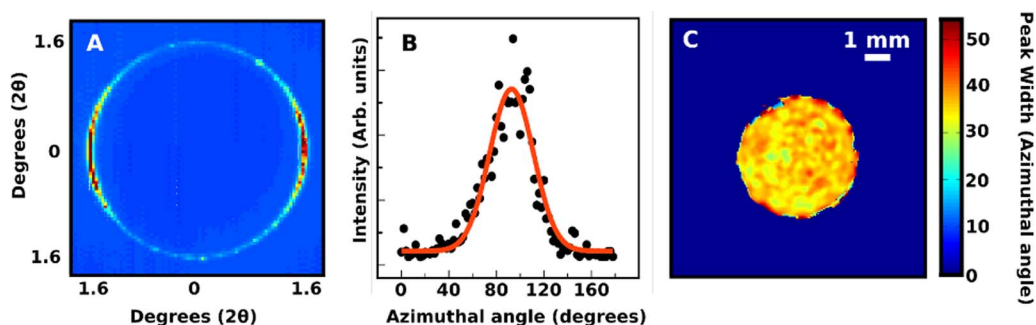 A
Degrees (2θ)
1.6
0
1.6
1.6
0
1.6
Degrees (2θ)
B
Intensity (Arb. units)
0
40
80
120
160
Azimuthal angle (degrees)
C
1 mm
50
40
30
20
10
0
Peak Width (Azimuthal angle)